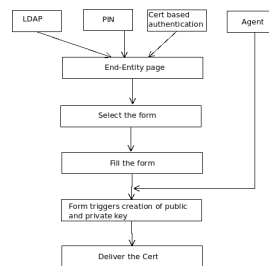 LDAP
PIN
Cert based
authentication
Agent
End-Entity page
Select the form
Fill the form
Form triggers creation of public
and private key
Deliver the Cert